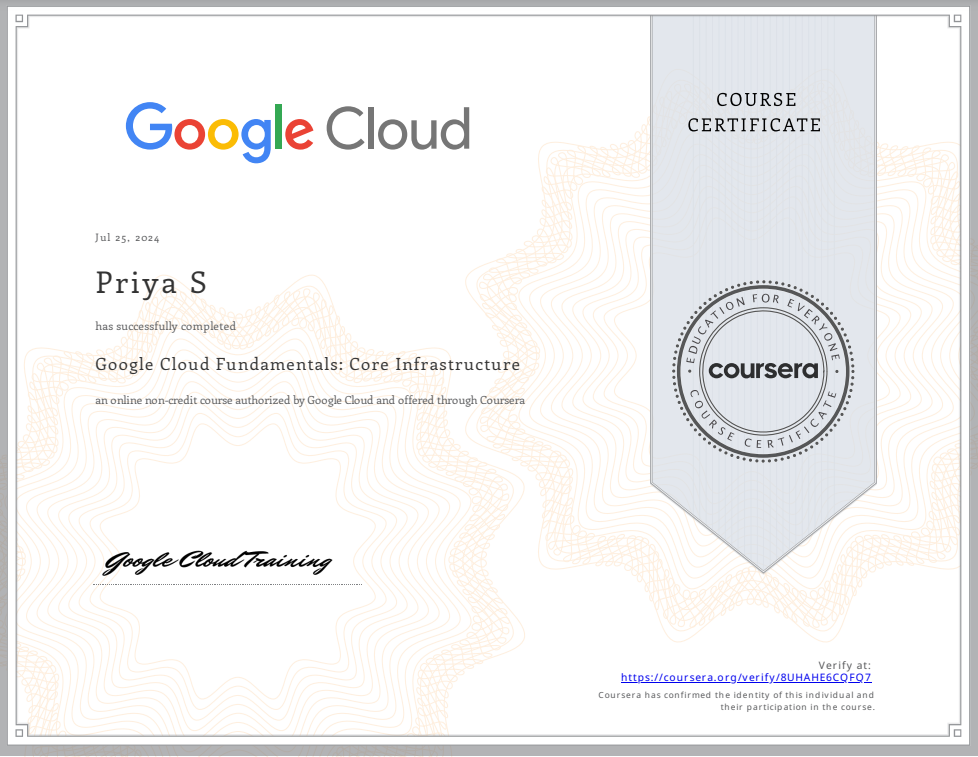 Google Cloud
COURSE
CERTIFICATE
Jul 25, 2024
Priya S
has successfully completed
Google Cloud Fundamentals: Core Infrastructure
an online non-credit course authorized by Google Cloud and offered through Coursera
EDUCATION FOR EVERYONE
coursera
COURSE CERTIFICATE
Google Cloud Training
Verify at:
https://coursera.org/verify/8UHAHE6CQFQ7
Coursera has confirmed the identity of this individual and
their participation in the course.